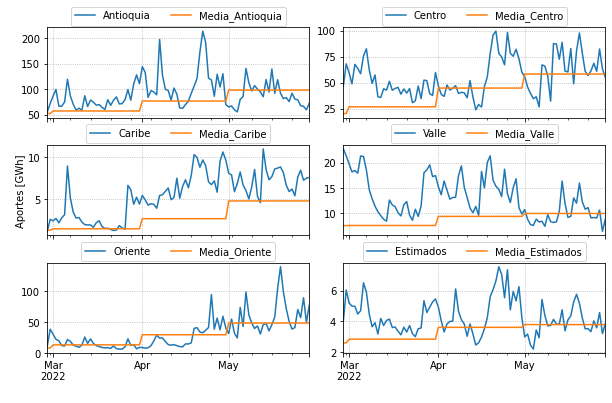 Antioquia Media_Antioquia
Centro Media_Centro
200
150
100
50
100
75
50
25
Caribe Media_Caribe
Valle Media_Valle
Aportes [GWh]
10
5
20
15
10
Oriente Media_Oriente
Estimados Media_Estimados
100
50
0
6
4
2
Mar Apr May
2022
Mar Apr May
2022